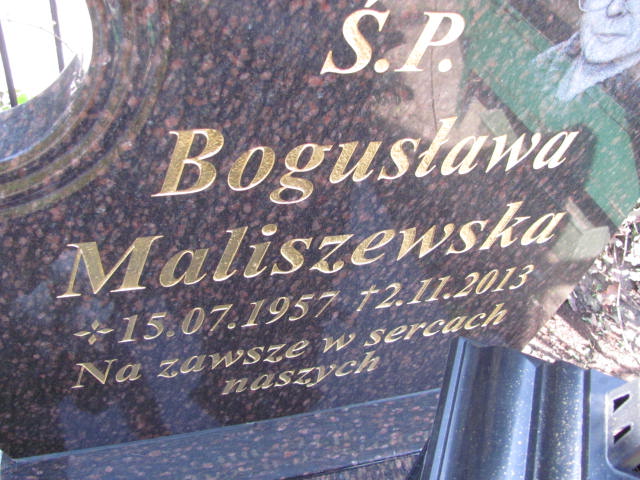 Ś.P.
Bogusława
Maliszewska
15.07.1957 †2.11.2013
Na zawsze w sercach
naszych